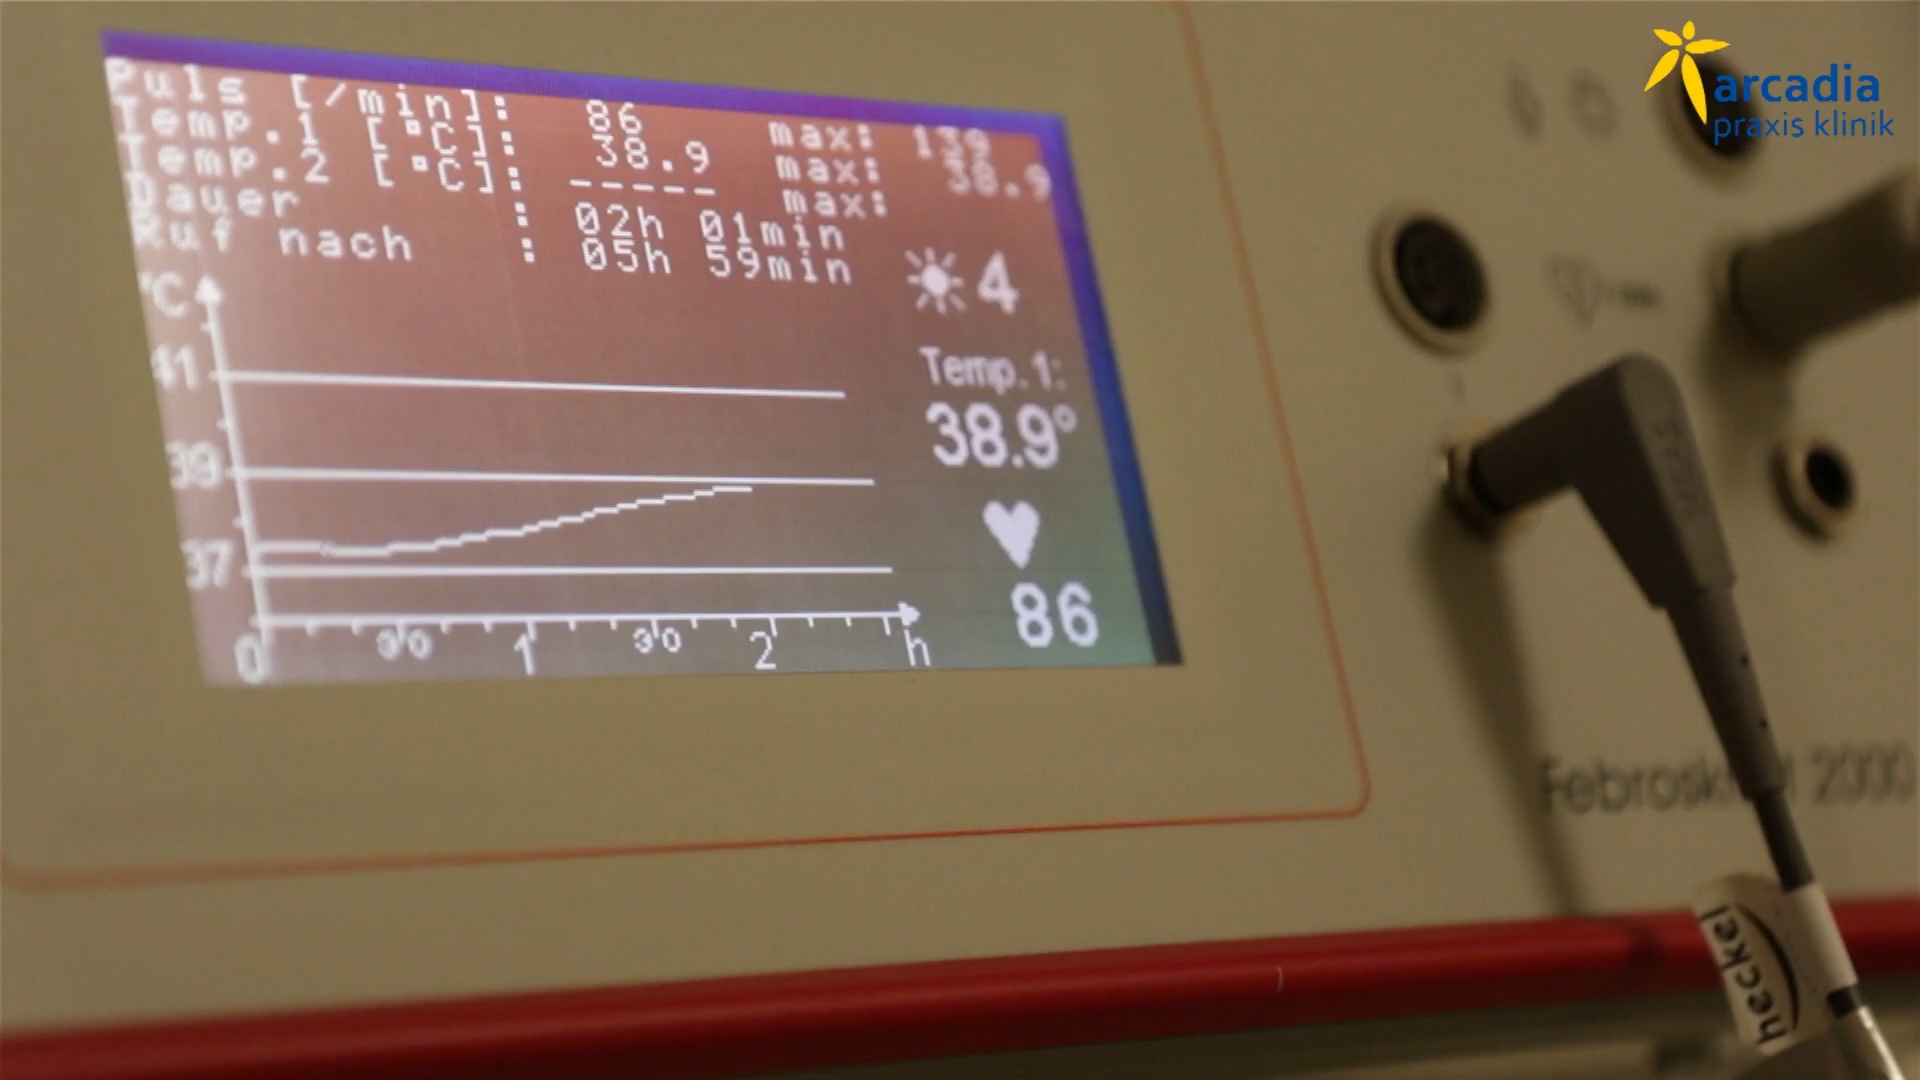 arcadia
praxis klinik
Puls [/min]: 86 max: 139
Temp.1 [°C]: 38.9 max: 38.9
Temp.2 [°C]: ----- max:
Dauer : 02h 01min
Ruf nach : 05h 59min
4
°C
41
39
37
0 30 1 30 2 h
Temp.1:
38.9°
86
2000
heckel